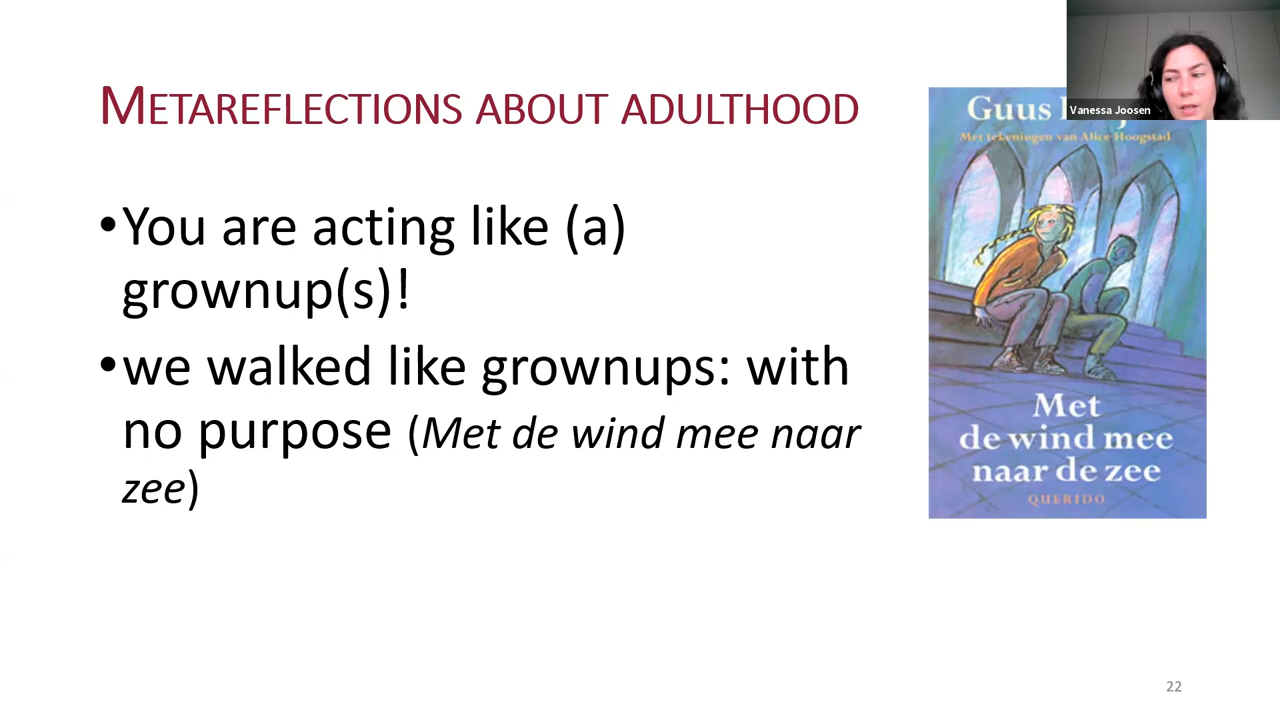 METAREFLECTIONS ABOUT ADULTHOOD
•You are acting like (a)
grownup(s)!
•we walked like grownups: with
no purpose (Met de wind mee naar
zee)
Vanessa Joosen
Guus
Met tekeningen van Alice Hoogstad
Met
de wind mee
naar de zee
QUERIDO
22